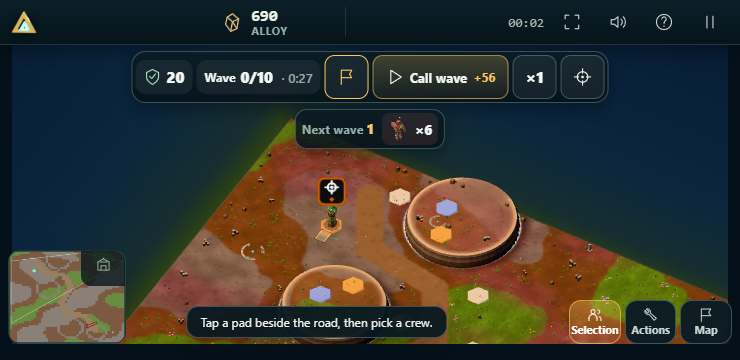 690
ALLOY
00:02
20
Wave 0/10 · 0:27
Call wave +56
×1
Next wave 1
×6
Tap a pad beside the road, then pick a crew.
Selection
Actions
Map